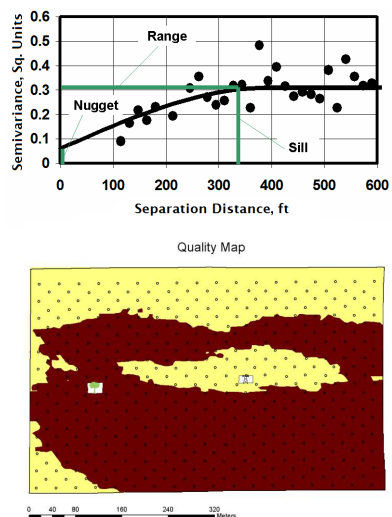 0.6
0.5
0.4
0.3
0.2
0.1
0
Semivariance, Sq. Units
Range
Nugget
Sill
0 100 200 300 400 500 600
Separation Distance, ft
Quality Map
0 40 80 160 240 320
Meters